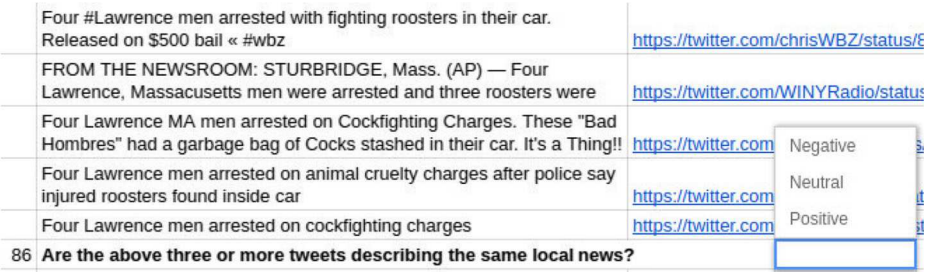 Four #Lawrence men arrested with fighting roosters in their car.
Released on $500 bail « #wbz
https://twitter.com/chrisWBZ/status/8
FROM THE NEWSROOM: STURBRIDGE, Mass. (AP) — Four
Lawrence, Massacusetts men were arrested and three roosters were
https://twitter.com/WINYRadio/status
Four Lawrence MA men arrested on Cockfighting Charges. These "Bad
Hombres" had a garbage bag of Cocks stashed in their car. It's a Thing!!
https://twitter.com
Four Lawrence men arrested on animal cruelty charges after police say
injured roosters found inside car
https://twitter.com
Four Lawrence men arrested on cockfighting charges
https://twitter.com
Negative
Neutral
Positive
86 Are the above three or more tweets describing the same local news?